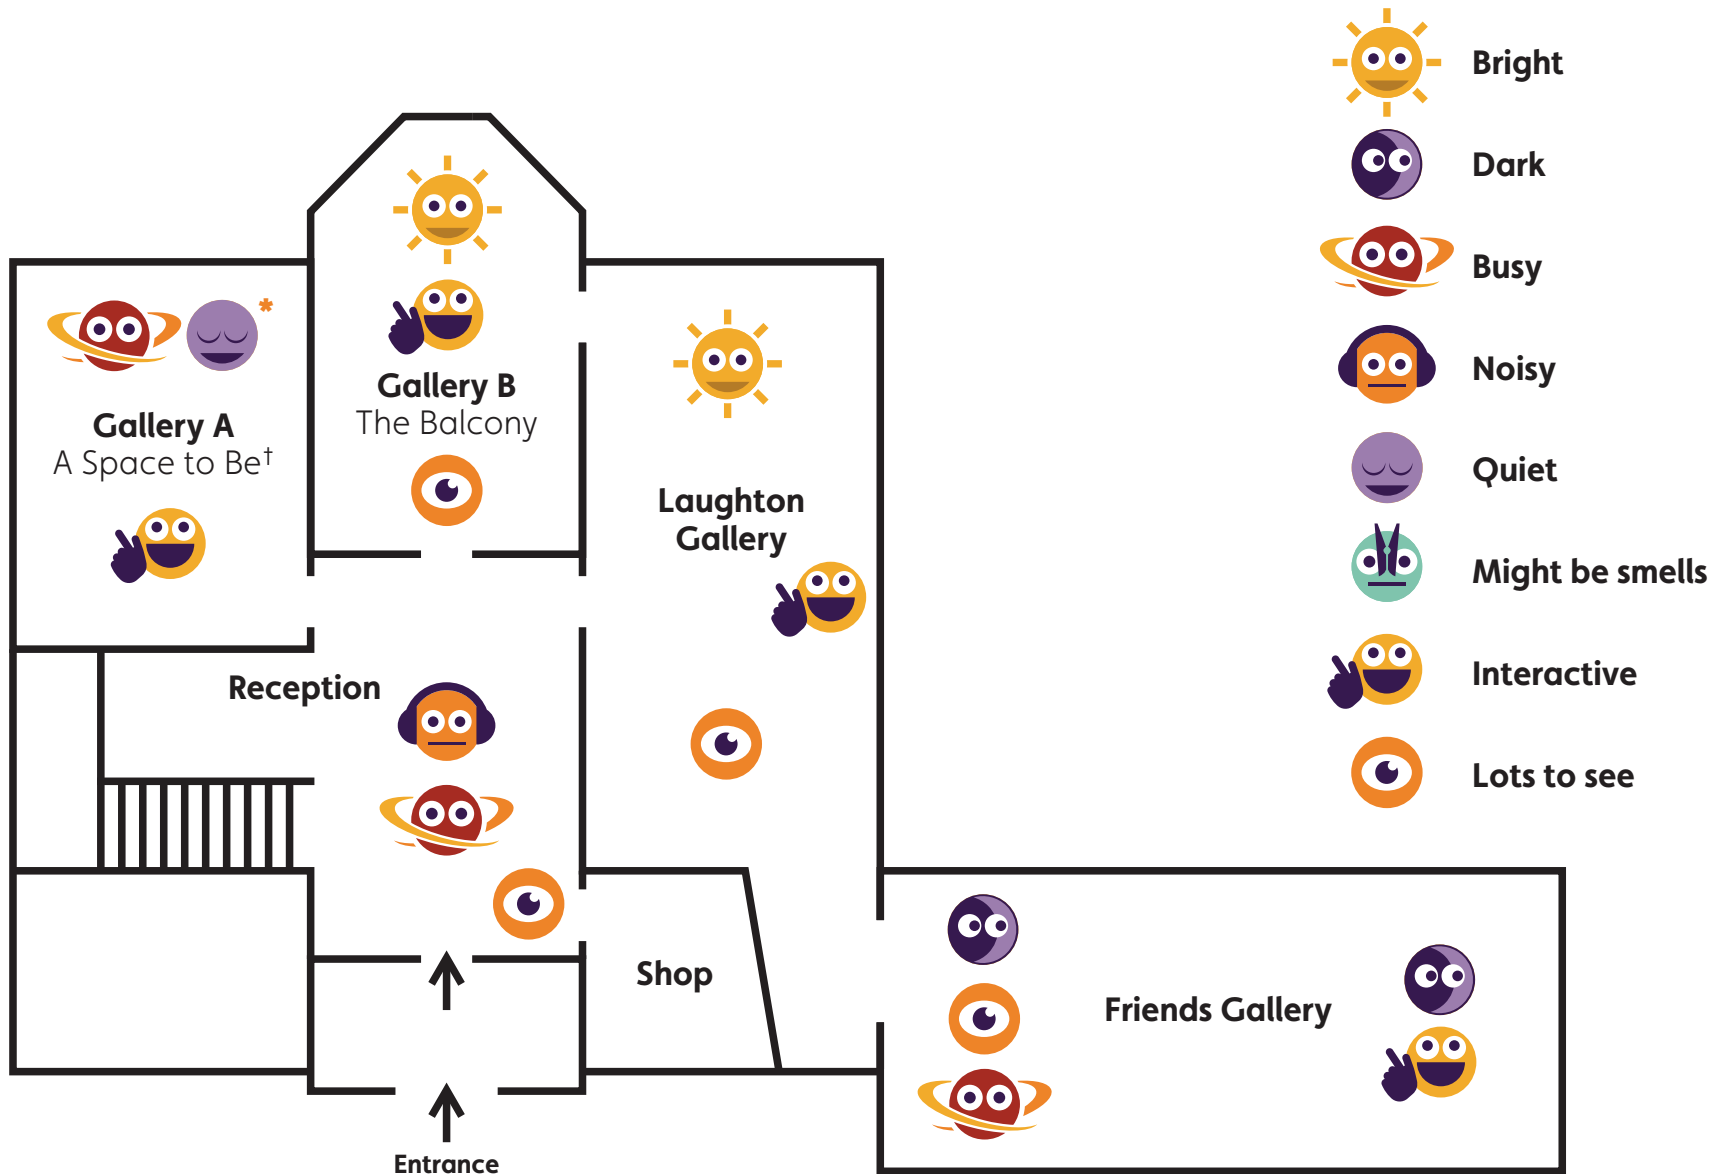 Bright
Dark
Busy
Noisy
Quiet
Might be smells
Interactive
Lots to see
*
Gallery A
A Space to Be†
Gallery B
The Balcony
Laughton
Gallery
Reception
Shop
Friends Gallery
Entrance